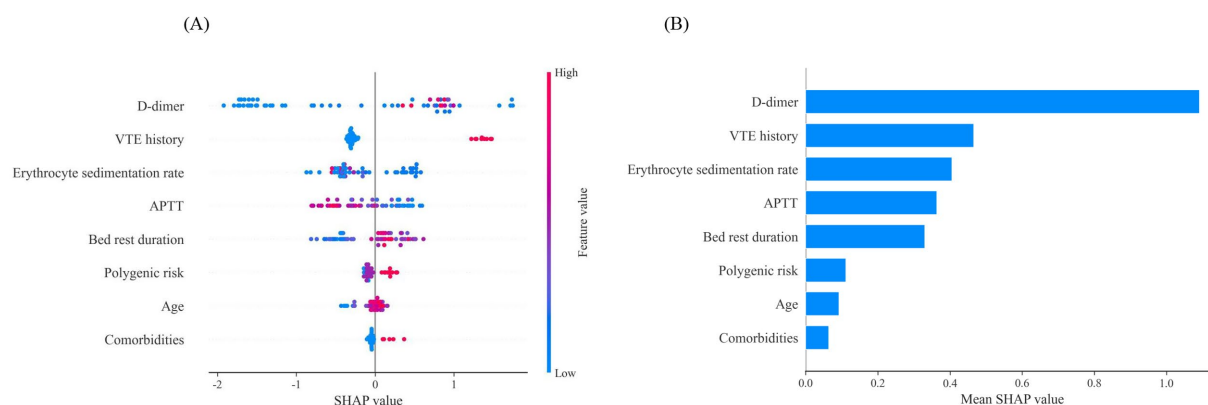 (A)
High
D-dimer
VTE history
Erythrocyte sedimentation rate
APTT
Bed rest duration
Polygenic risk
Age
Comorbidities
Feature value
Low
-2
-1
0
1
SHAP value
(B)
D-dimer
VTE history
Erythrocyte sedimentation rate
APTT
Bed rest duration
Polygenic risk
Age
Comorbidities
0.0
0.2
0.4
0.6
0.8
1.0
Mean SHAP value